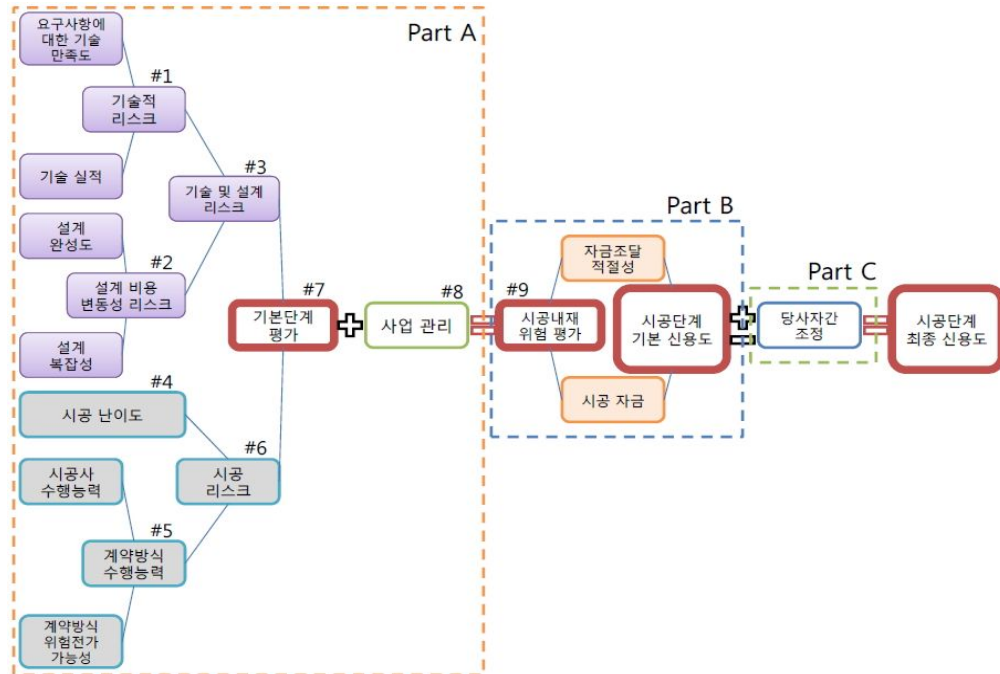 Part A
요구사항에
대한 기술
만족도
#1
기술적
리스크
기술 실적
#3
기술 및 설계
리스크
설계
완성도
#2
설계 비용
변동성 리스크
설계
복잡성
#4
시공 난이도
#6
시공
리스크
시공사
수행능력
#5
계약방식
수행능력
계약방식
위험전가
가능성
#7
기본단계
평가
#8
사업 관리
Part B
#9
시공내재
위험 평가
자금조달
적절성
시공단계
기본 신용도
시공 자금
Part C
당사자간
조정
시공단계
최종 신용도